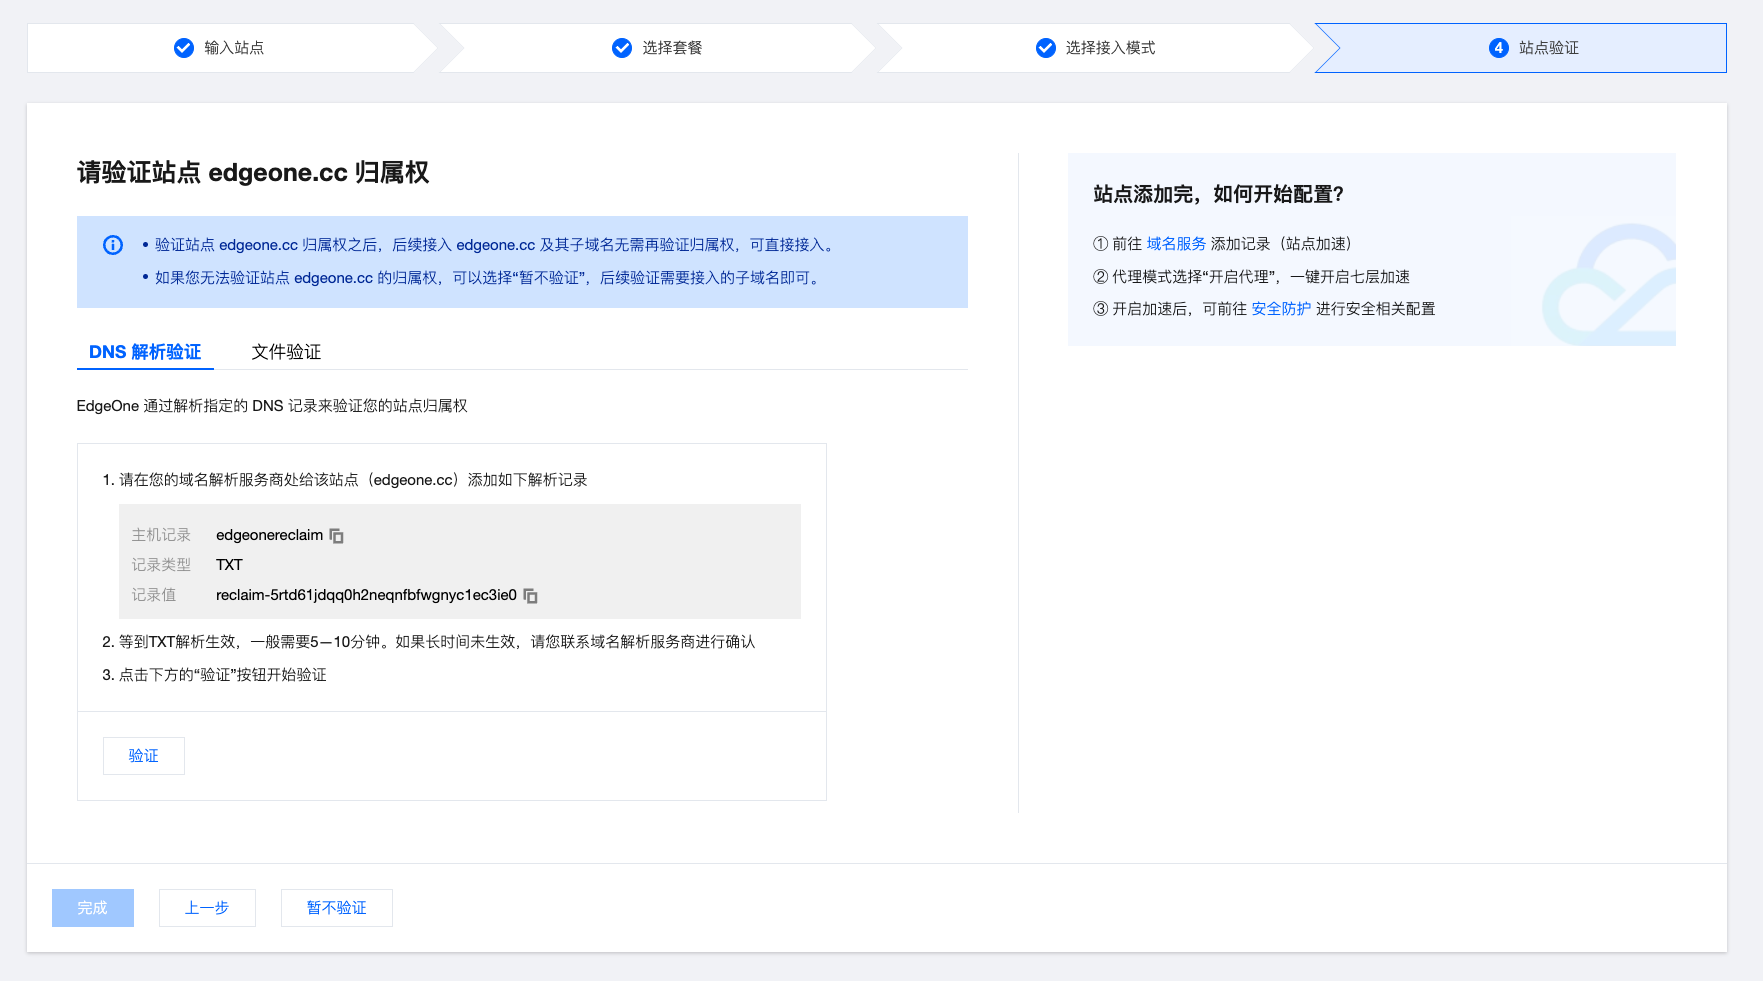 输入站点
选择套餐
选择接入模式
4 站点验证
请验证站点 edgeone.cc 归属权
• 验证站点 edgeone.cc 归属权之后，后续接入 edgeone.cc 及其子域名无需再验证归属权，可直接接入。
• 如果您无法验证站点 edgeone.cc 的归属权，可以选择“暂不验证”，后续验证需要接入的子域名即可。
DNS 解析验证
文件验证
EdgeOne 通过解析指定的 DNS 记录来验证您的站点归属权
1. 请在您的域名解析服务商处给该站点（edgeone.cc）添加如下解析记录
主机记录 edgeonereclaim
记录类型 TXT
记录值 reclaim-5rtd61jdqq0h2neqnfbfwgnyc1ec3ie0
2. 等到TXT解析生效，一般需要5—10分钟。如果长时间未生效，请您联系域名解析服务商进行确认
3. 点击下方的“验证”按钮开始验证
验证
站点添加完，如何开始配置？
① 前往 域名服务 添加记录（站点加速）
② 代理模式选择“开启代理”，一键开启七层加速
③ 开启加速后，可前往 安全防护 进行安全相关配置
完成
上一步
暂不验证